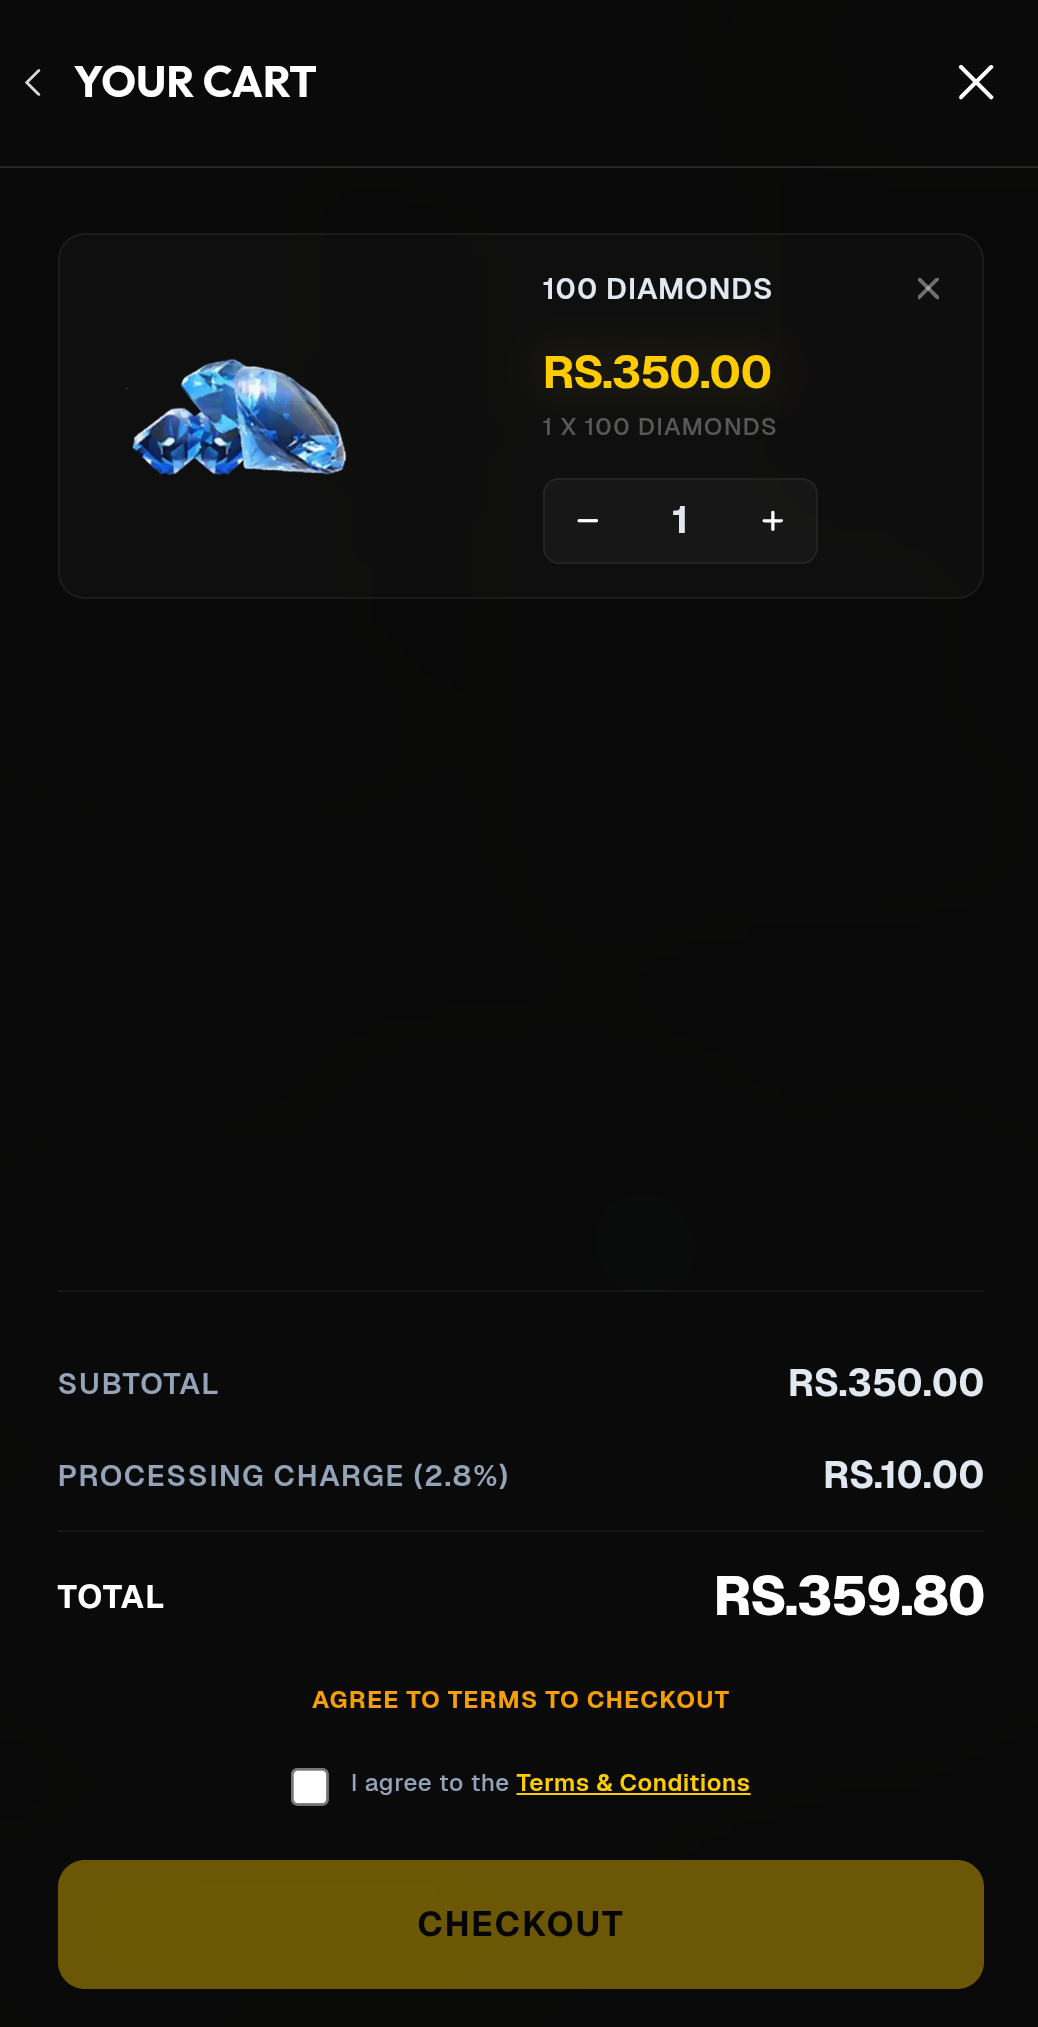 YOUR CART
100 DIAMONDS
RS.350.00
1 X 100 DIAMONDS
1
SUBTOTAL RS.350.00
PROCESSING CHARGE (2.8%) RS.10.00
TOTAL RS.359.80
AGREE TO TERMS TO CHECKOUT
I agree to the Terms & Conditions
CHECKOUT